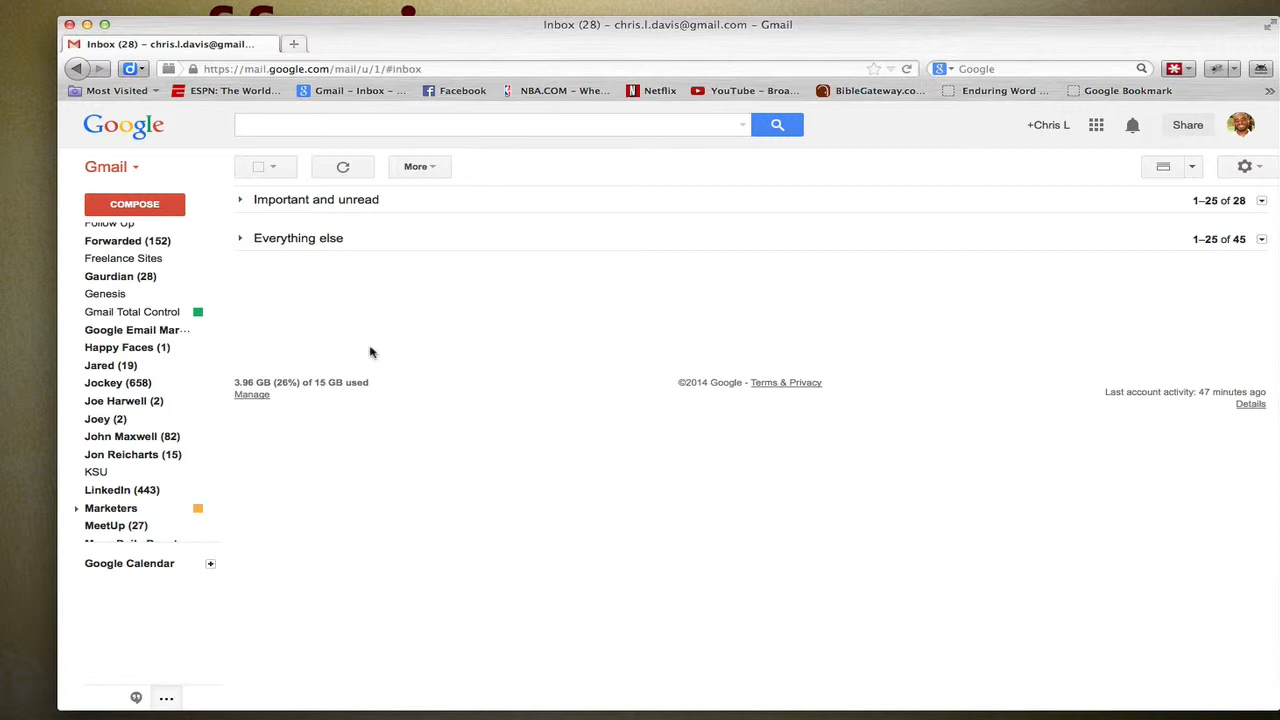 Inbox (28) – chris.l.davis@gmail.com – Gmail
Inbox (28) – chris.l.davis@gmail...
https://mail.google.com/mail/u/1/#inbox
Google
Most Visited
ESPN: The World...
Gmail – Inbox – ...
Facebook
NBA.COM – Whe...
Netflix
YouTube – Broa...
BibleGateway.co...
Enduring Word ...
Google Bookmark
Google
+Chris L
Share
Gmail
More
COMPOSE
Important and unread
1–25 of 28
Everything else
1–25 of 45
Follow Up
Forwarded (152)
Freelance Sites
Gaurdian (28)
Genesis
Gmail Total Control
Google Email Mar...
Happy Faces (1)
Jared (19)
Jockey (658)
Joe Harwell (2)
Joey (2)
John Maxwell (82)
Jon Reicharts (15)
KSU
LinkedIn (443)
Marketers
MeetUp (27)
Google Calendar
3.96 GB (26%) of 15 GB used
Manage
©2014 Google - Terms & Privacy
Last account activity: 47 minutes ago
Details